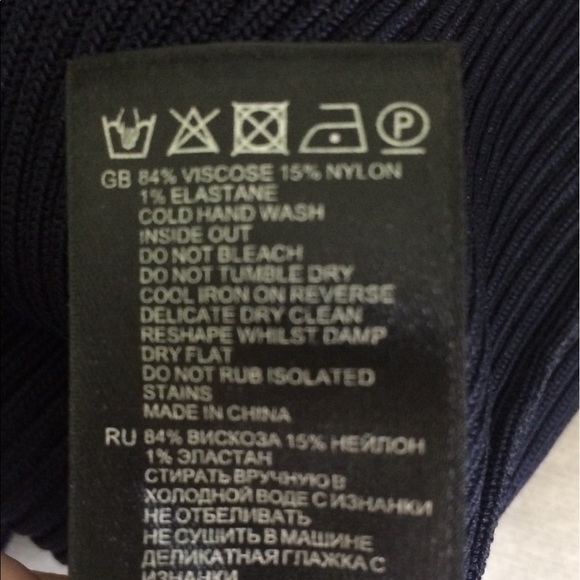 P
GB 84% VISCOSE 15% NYLON
1% ELASTANE
COLD HAND WASH
INSIDE OUT
DO NOT BLEACH
DO NOT TUMBLE DRY
COOL IRON ON REVERSE
DELICATE DRY CLEAN
RESHAPE WHILST DAMP
DRY FLAT
DO NOT RUB ISOLATED
STAINS
MADE IN CHINA
RU 84% ВИСКОЗА 15% НЕЙЛОН
1% ЭЛАСТАН
СТИРАТЬ ВРУЧНУЮ В
ХОЛОДНОЙ ВОДЕ С ИЗНАНКИ
НЕ ОТБЕЛИВАТЬ
НЕ СУШИТЬ В МАШИНЕ
ДЕЛИКАТНАЯ ГЛАЖКА С
ИЗНАНКИ